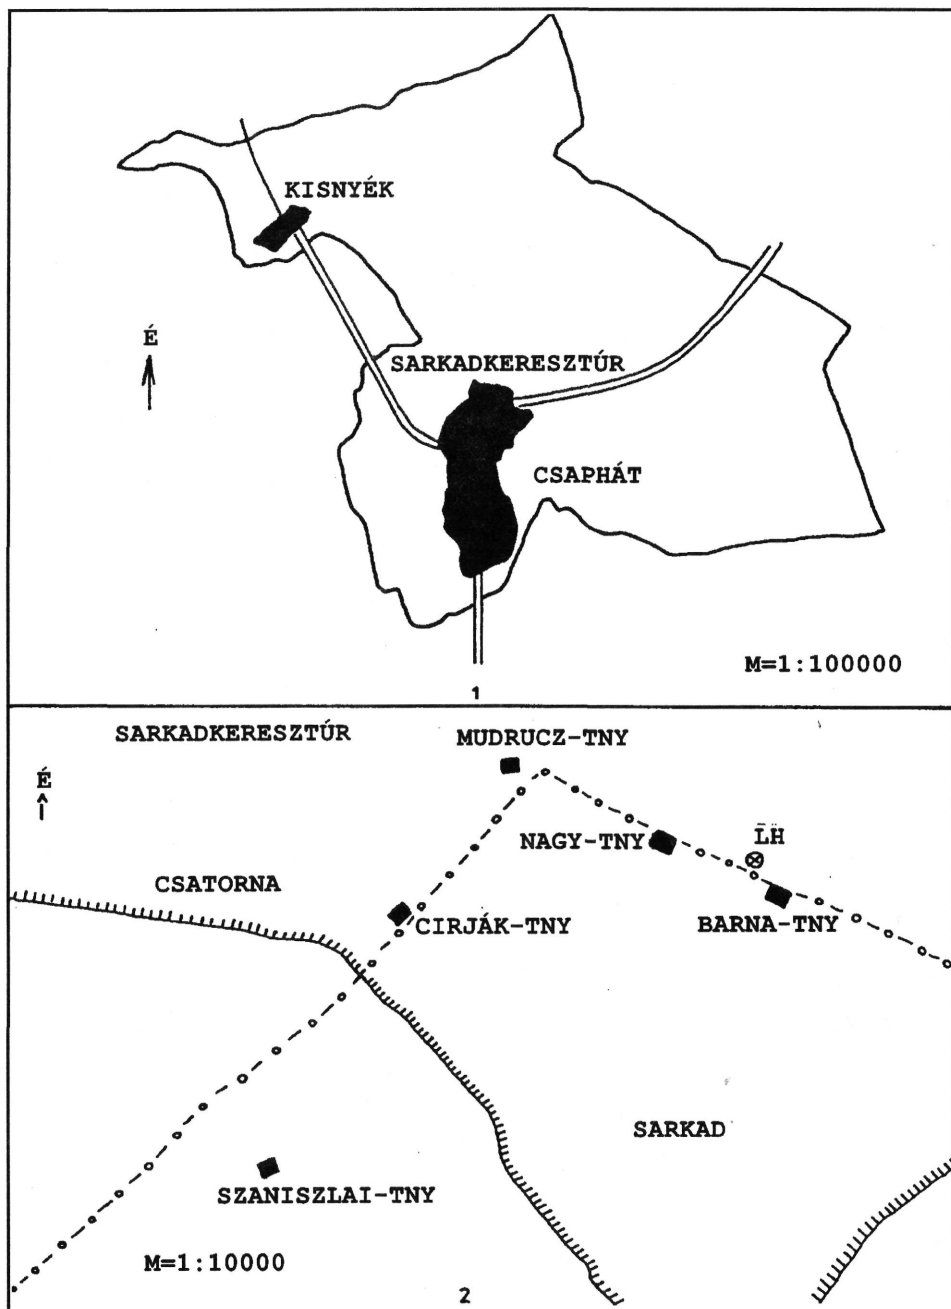 KISNYÉK
É
SARKADKERESZTÚR
CSAPHÁT
M=1:100000
1
SARKADKERESZTÚR
MUDRUCZ-TNY
É
NAGY-TNY
LH
CSATORNA
CIRJÁK-TNY
BARNA-TNY
SARKAD
SZANISZLAI-TNY
M=1:10000
2